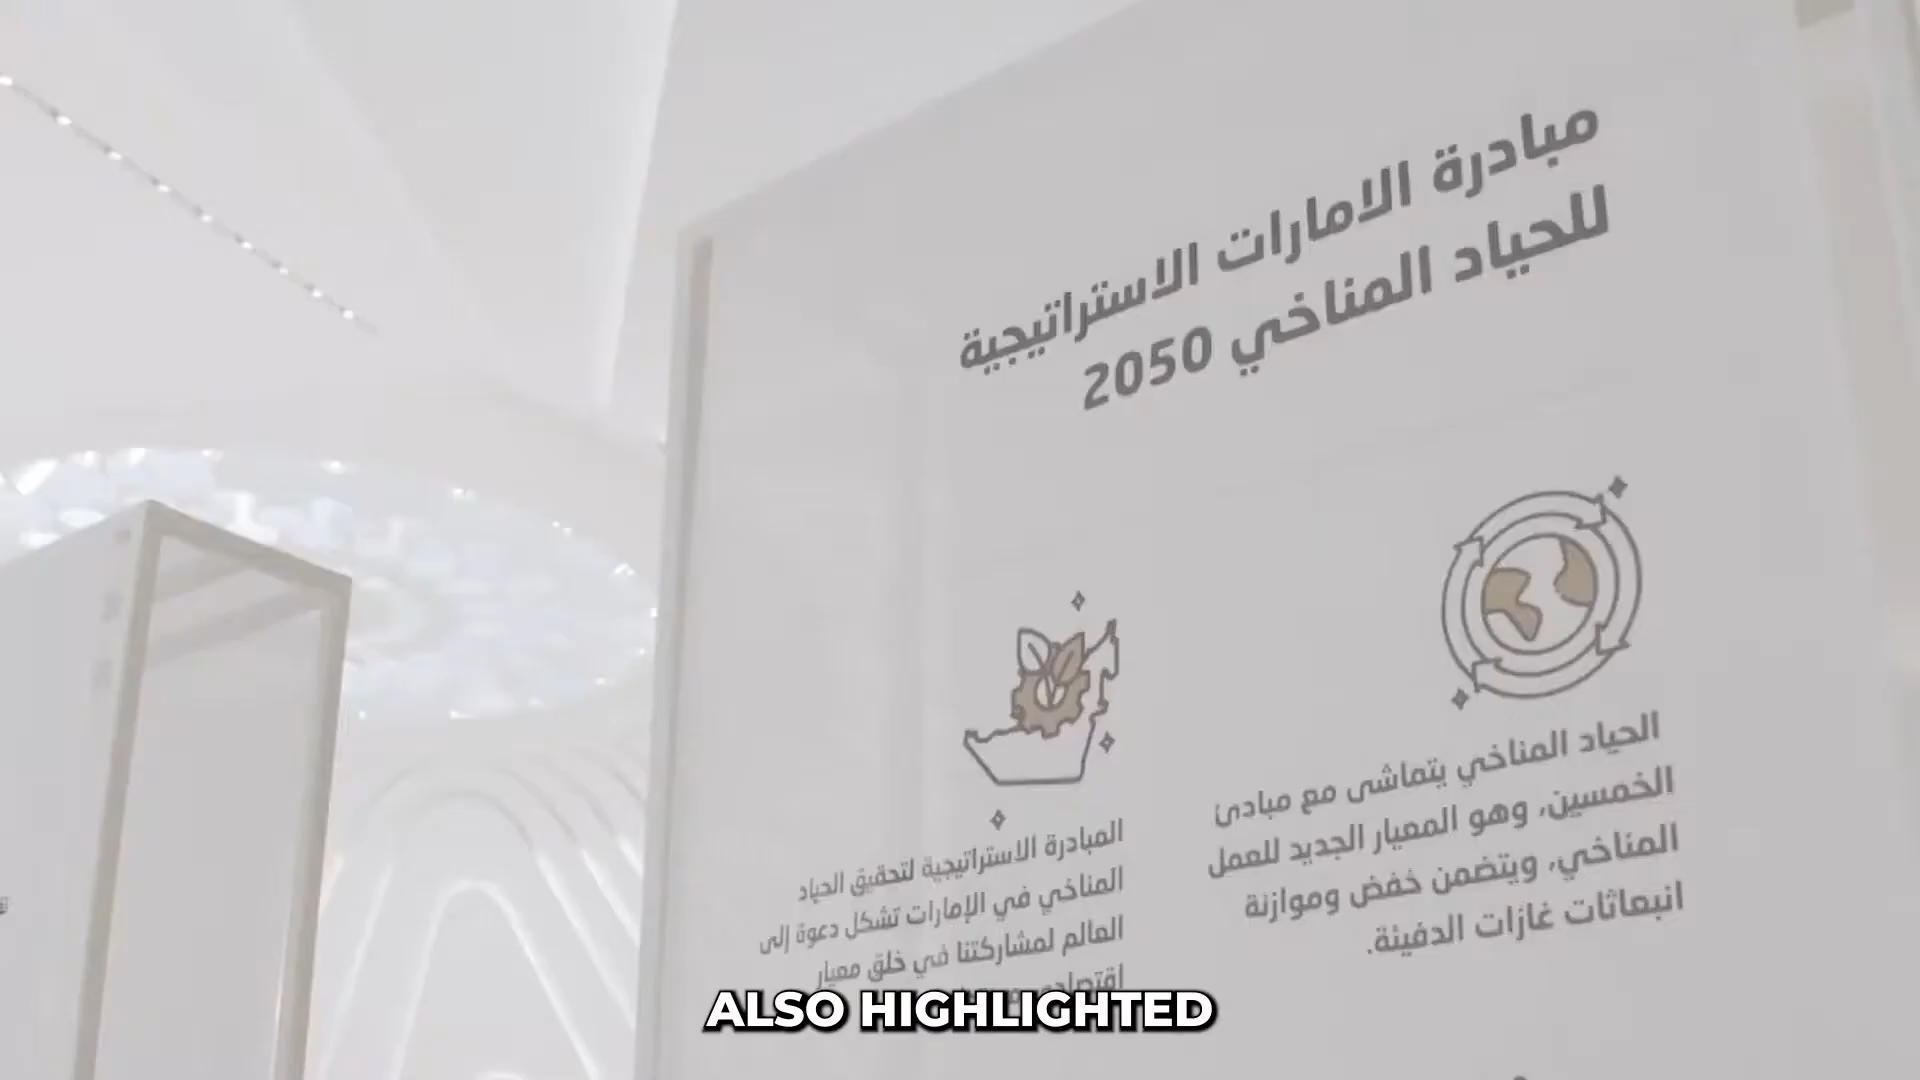 مبادرة الامارات الاستراتيجية
للحياد المناخي 2050
الحياد المناخي يتماشى مع مبادئ
الخمسين، وهو المعيار الجديد للعمل
المناخي، ويتضمن خفض وموازنة
انبعاثات غازات الدفيئة.
المبادرة الاستراتيجية لتحقيق الحياد
المناخي في الإمارات تشكل دعوة إلى
العالم لمشاركتنا في خلق معيار
ALSO HIGHLIGHTED